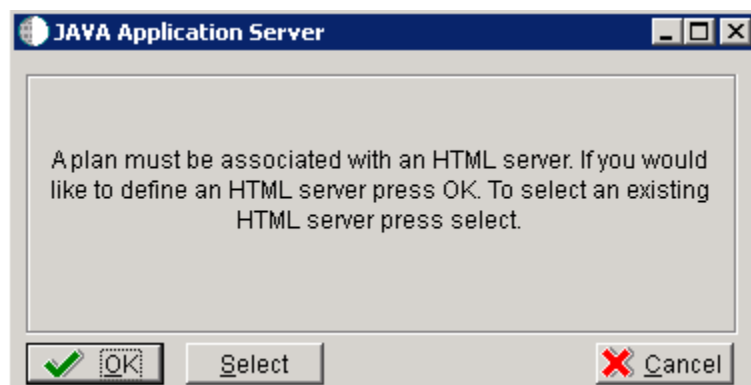 JAVA Application Server
A plan must be associated with an HTML server. If you would
like to define an HTML server press OK. To select an existing
HTML server press select.
OK Select Cancel